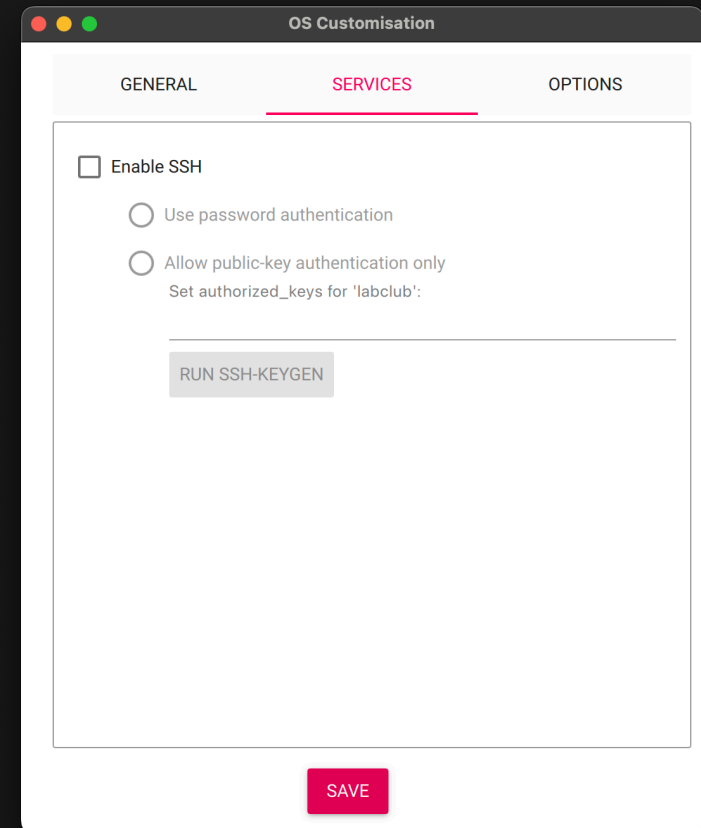 OS Customisation
GENERAL
SERVICES
OPTIONS
Enable SSH
Use password authentication
Allow public-key authentication only
Set authorized_keys for 'labclub':
RUN SSH-KEYGEN
SAVE